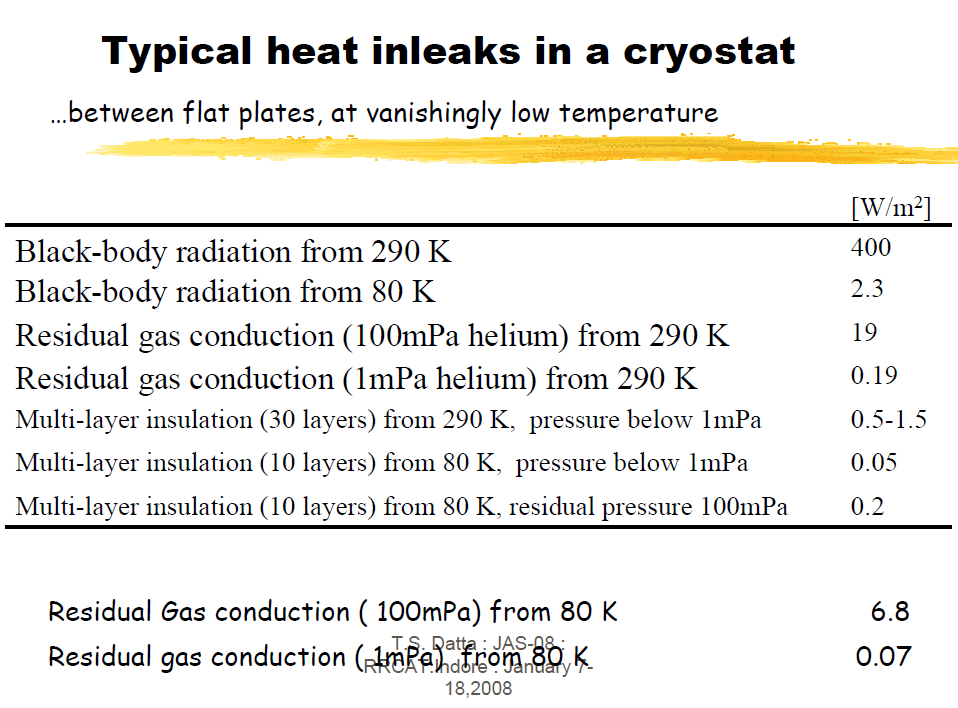 Typical heat inleaks in a cryostat
...between flat plates, at vanishingly low temperature
[W/m²]
Black-body radiation from 290 K 400
Black-body radiation from 80 K 2.3
Residual gas conduction (100mPa helium) from 290 K 19
Residual gas conduction (1mPa helium) from 290 K 0.19
Multi-layer insulation (30 layers) from 290 K, pressure below 1mPa 0.5-1.5
Multi-layer insulation (10 layers) from 80 K, pressure below 1mPa 0.05
Multi-layer insulation (10 layers) from 80 K, residual pressure 100mPa 0.2
Residual Gas conduction ( 100mPa) from 80 K 6.8
Residual gas conduction ( 1mPa) from 80 K 0.07
T.S. Datta : JAS-08 :
RRCAT:Indore : January 7-
18,2008